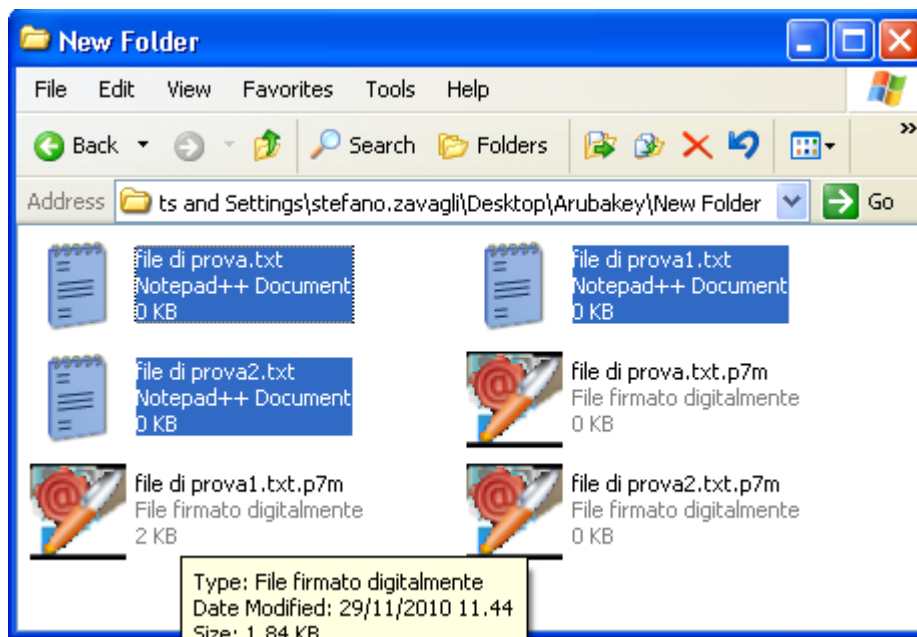 New Folder
File Edit View Favorites Tools Help
Back Search Folders »
Address ts and Settings\stefano.zavagli\Desktop\Arubakey\New Folder Go
file di prova.txt
Notepad++ Document
0 KB
file di prova1.txt
Notepad++ Document
0 KB
file di prova2.txt
Notepad++ Document
0 KB
file di prova.txt.p7m
File firmato digitalmente
0 KB
file di prova1.txt.p7m
File firmato digitalmente
2 KB
file di prova2.txt.p7m
File firmato digitalmente
0 KB
Type: File firmato digitalmente
Date Modified: 29/11/2010 11.44
Size: 1,84 KB